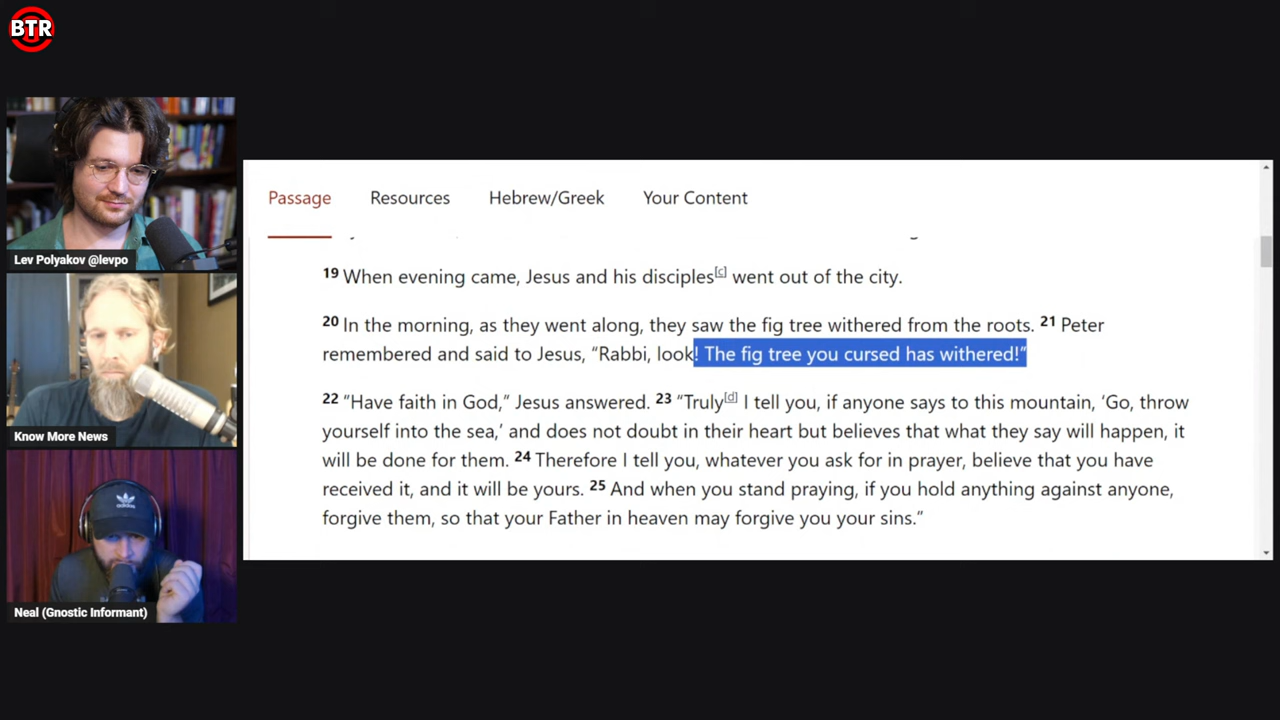 BTR
Lev Polyakov @levpo
Know More News
Neal (Gnostic Informant)
Passage Resources Hebrew/Greek Your Content
19 When evening came, Jesus and his disciples[c] went out of the city.
20 In the morning, as they went along, they saw the fig tree withered from the roots. 21 Peter
remembered and said to Jesus, “Rabbi, look! The fig tree you cursed has withered!”
22 “Have faith in God,” Jesus answered. 23 “Truly[d] I tell you, if anyone says to this mountain, ‘Go, throw
yourself into the sea,’ and does not doubt in their heart but believes that what they say will happen, it
will be done for them. 24 Therefore I tell you, whatever you ask for in prayer, believe that you have
received it, and it will be yours. 25 And when you stand praying, if you hold anything against anyone,
forgive them, so that your Father in heaven may forgive you your sins.”